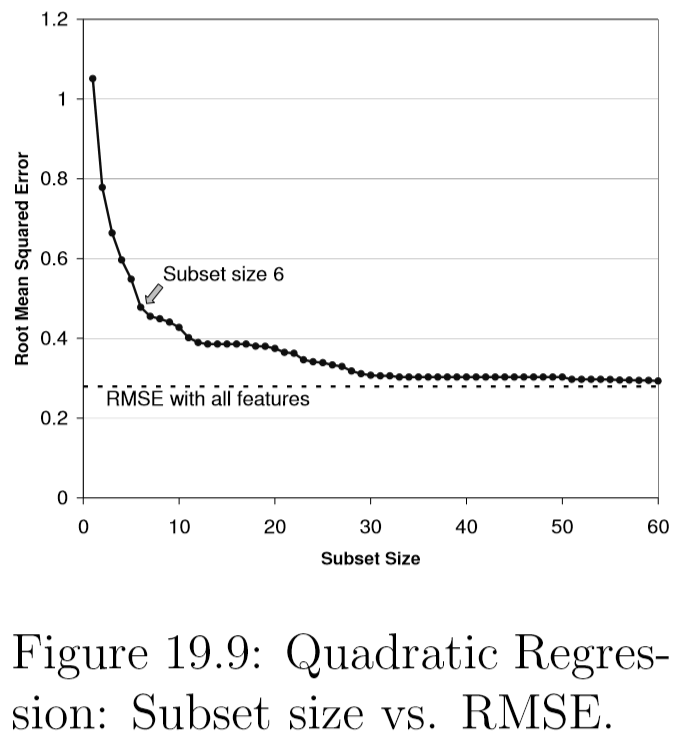 1.2
1
0.8
0.6
0.4
0.2
0
Root Mean Squared Error
Subset size 6
RMSE with all features
0 10 20 30 40 50 60
Subset Size
Figure 19.9: Quadratic Regres-
sion: Subset size vs. RMSE.